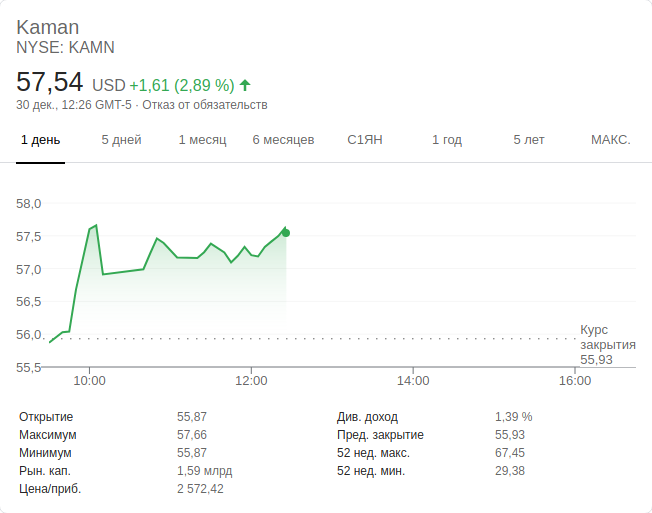 Kaman
NYSE: KAMN
57,54 USD +1,61 (2,89 %)
30 дек., 12:26 GMT-5 · Отказ от обязательств
1 день 5 дней 1 месяц 6 месяцев С1ЯН 1 год 5 лет МАКС.
58,0
57,5
57,0
56,5
56,0
55,5
Курс
закрытия
55,93
10:00 12:00 14:00 16:00
Открытие 55,87 Див. доход 1,39 %
Максимум 57,66 Пред. закрытие 55,93
Минимум 55,87 52 нед. макс. 67,45
Рын. кап. 1,59 млрд 52 нед. мин. 29,38
Цена/приб. 2 572,42